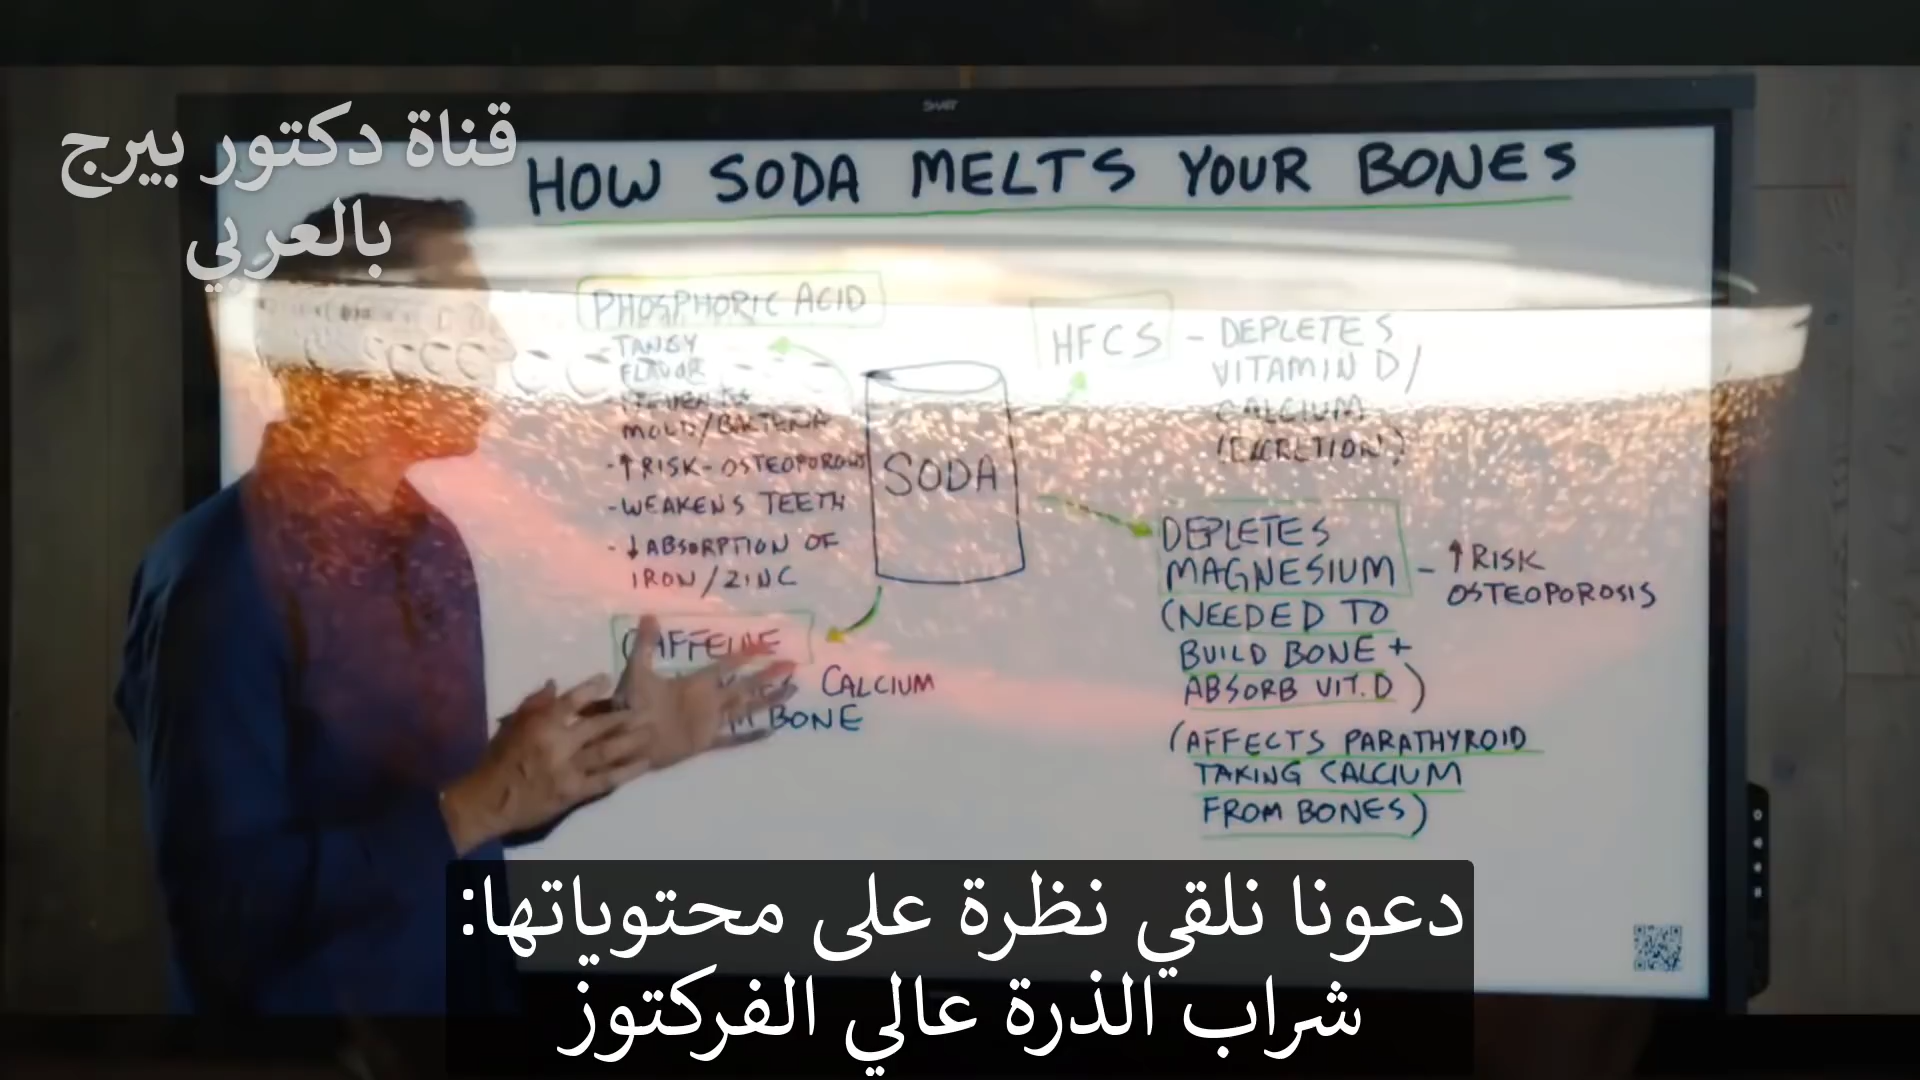 قناة دكتور بيرج
بالعربي
SMART
HOW SODA MELTS YOUR BONES
PHOSPHORIC ACID
- TANGY
FLAVOR
MOLD/BACTERIA
- ↑ RISK - OSTEOPOROSIS
- WEAKENS TEETH
- ↓ ABSORPTION OF
IRON/ZINC
CAFFEINE
CALCIUM
BONE
SODA
HFCS - DEPLETES
VITAMIN D/
CALCIUM
(EXCRETION!)
DEPLETES
MAGNESIUM - ↑ RISK
OSTEOPOROSIS
(NEEDED TO
BUILD BONE +
ABSORB VIT. D)
(AFFECTS PARATHYROID
TAKING CALCIUM
FROM BONES)
دعونا نلقي نظرة على محتوياتها:
شراب الذرة عالي الفركتوز